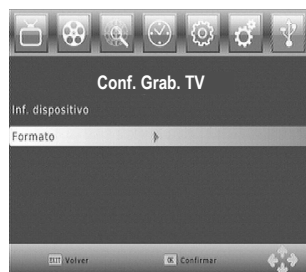 Conf. Grab. TV
Inf. dispositivo
Formato
EXIT Volver
OK Confirmar